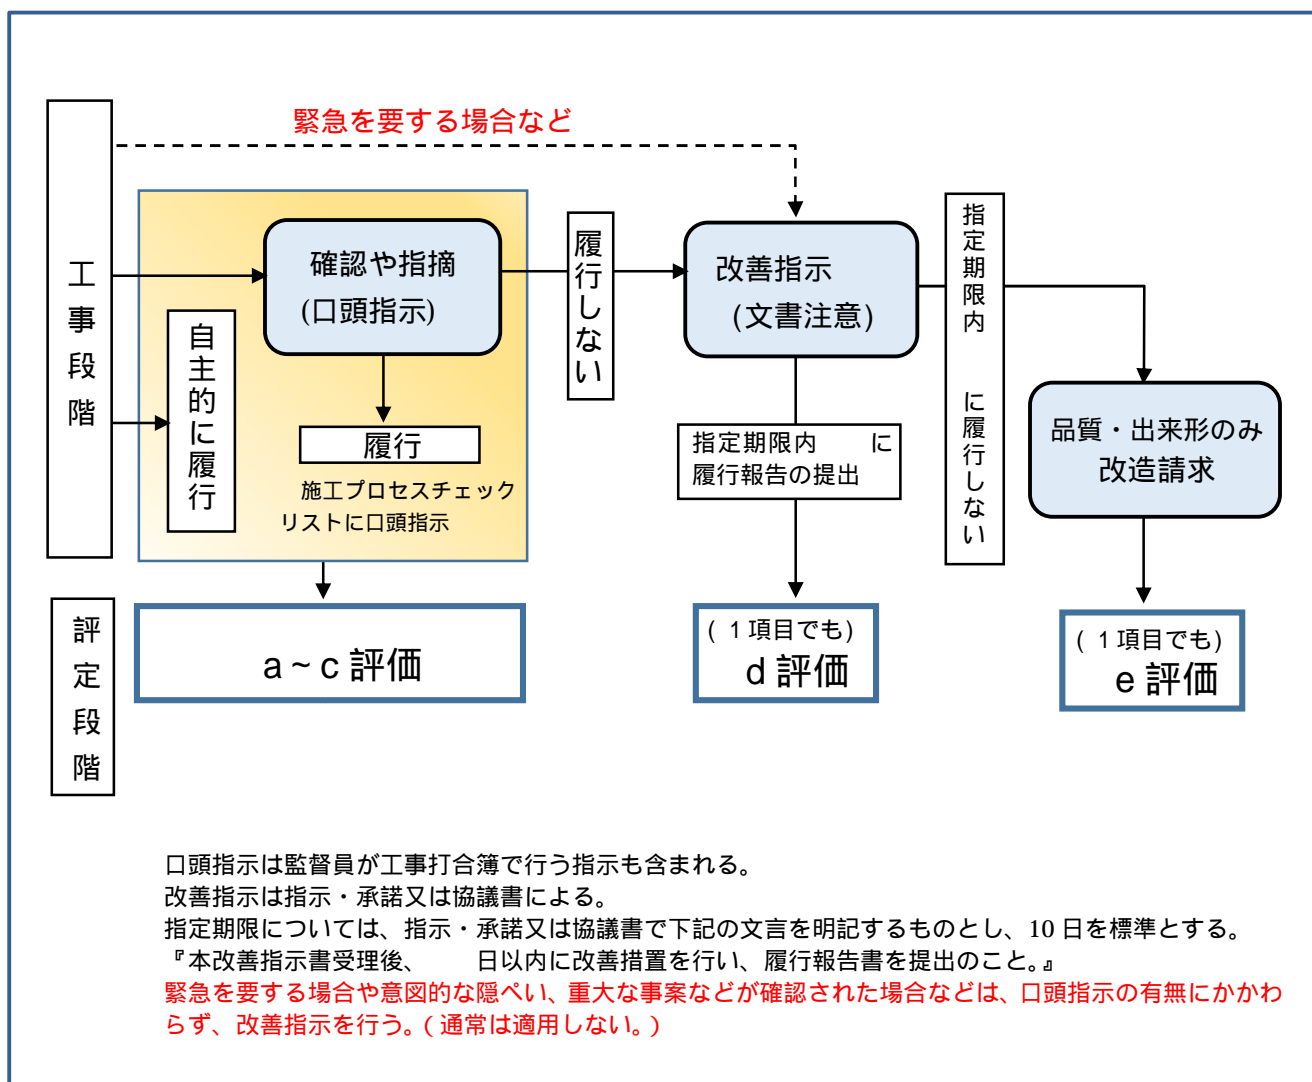 緊急を要する場合など
工事段階
確認や指摘
(口頭指示)
自主的に履行
履行
施工プロセスチェック
リストに口頭指示
履行しない
改善指示
(文書注意)
指定期限内 に
履行報告の提出
指定期限内 に履行しない
品質・出来形のみ
改造請求
評定段階
a~c評価
(1項目でも)
d評価
(1項目でも)
e評価
口頭指示は監督員が工事打合簿で行う指示も含まれる。
改善指示は指示・承諾又は協議書による。
指定期限については、指示・承諾又は協議書で下記の文言を明記するものとし、10日を標準とする。
『本改善指示書受理後、　　日以内に改善措置を行い、履行報告書を提出のこと。』
緊急を要する場合や意図的な隠ぺい、重大な事案などが確認された場合などは、口頭指示の有無にかかわ
らず、改善指示を行う。(通常は適用しない。)